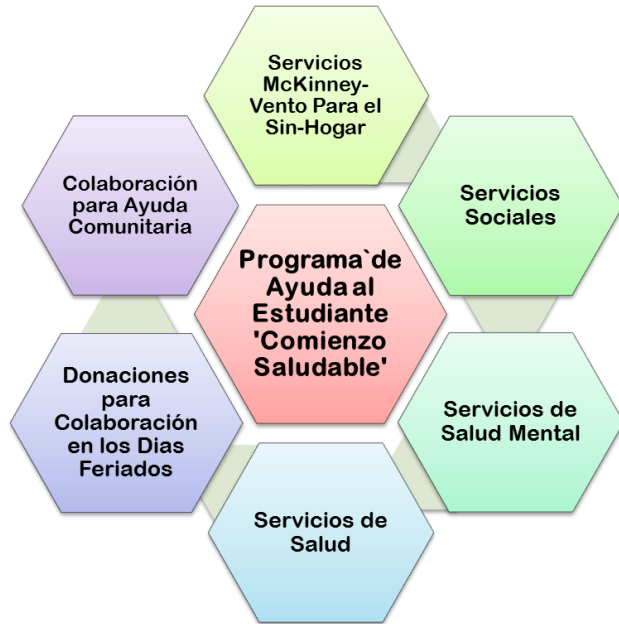 Servicios
McKinney-
Vento Para el
Sin-Hogar
Servicios
Sociales
Servicios de
Salud Mental
Servicios de
Salud
Donaciones
para
Colaboración
en los Dias
Feriados
Colaboración
para Ayuda
Comunitaria
Programa`de
Ayuda al
Estudiante
'Comienzo
Saludable'